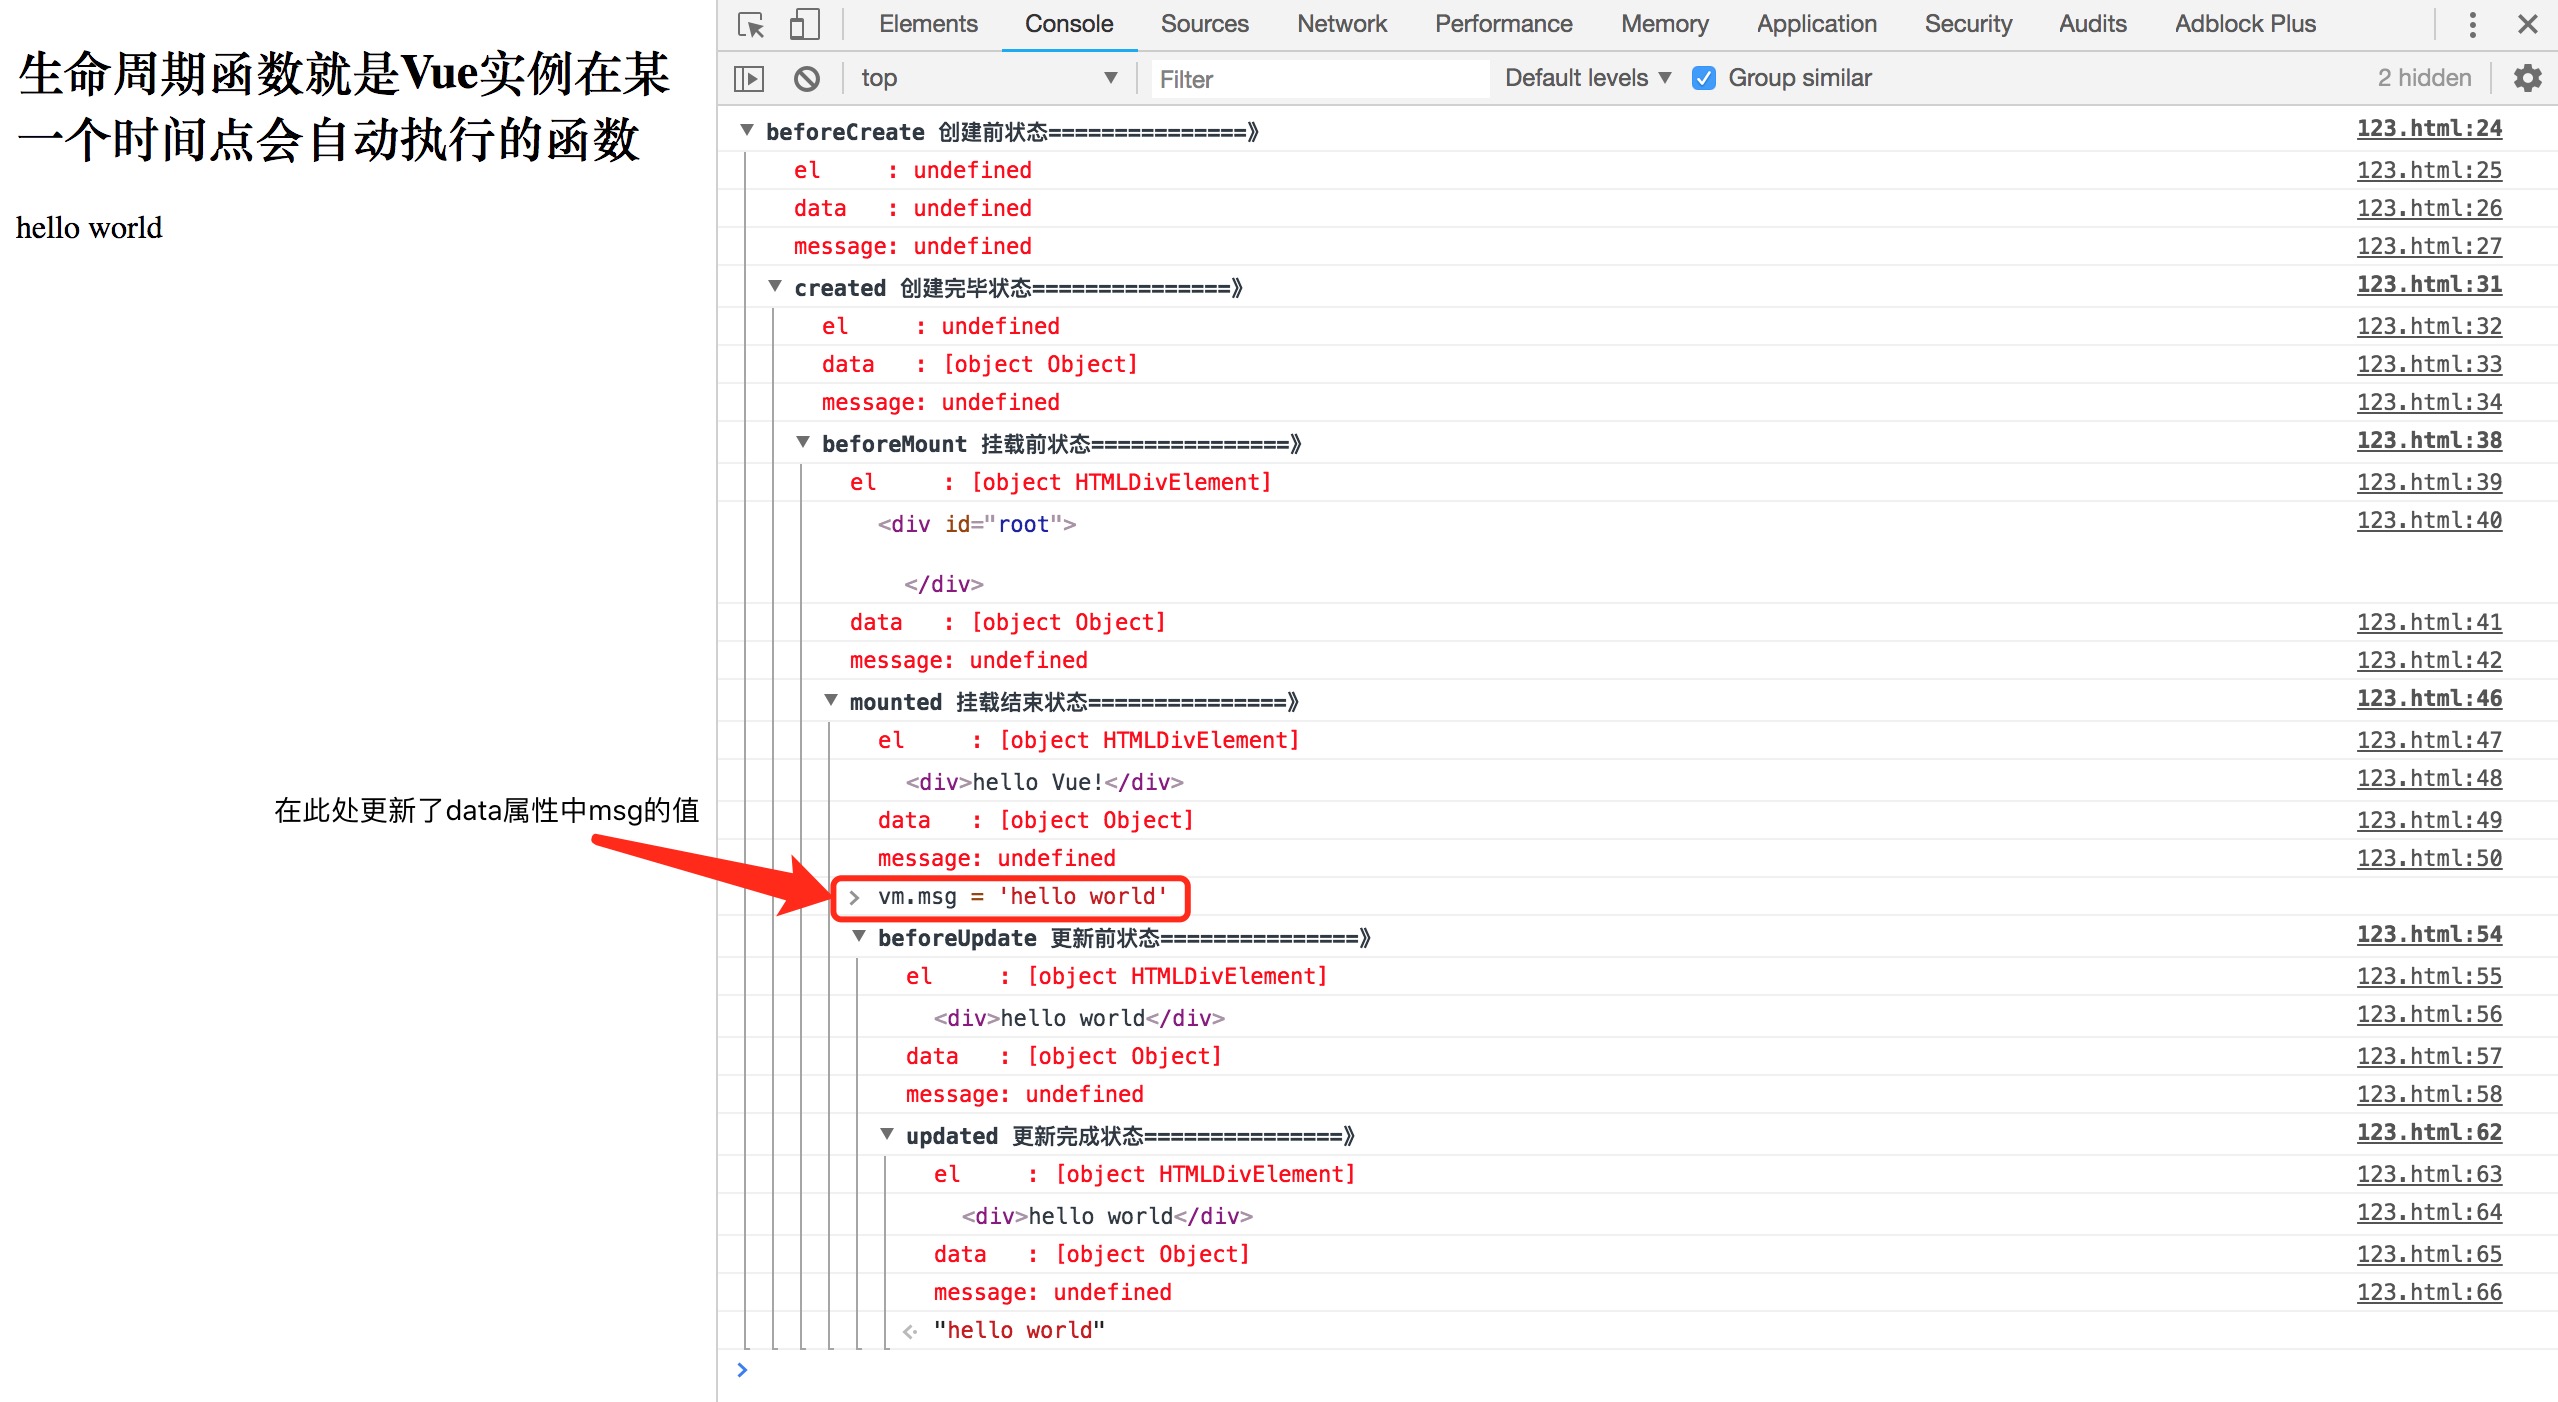 生命周期函数就是Vue实例在某
一个时间点会自动执行的函数
hello world
在此处更新了data属性中msg的值
Elements Console Sources Network Performance Memory Application Security Audits Adblock Plus
top Filter Default levels Group similar 2 hidden
beforeCreate 创建前状态===============》 123.html:24
el : undefined 123.html:25
data : undefined 123.html:26
message: undefined 123.html:27
created 创建完毕状态===============》 123.html:31
el : undefined 123.html:32
data : [object Object] 123.html:33
message: undefined 123.html:34
beforeMount 挂载前状态===============》 123.html:38
el : [object HTMLDivElement] 123.html:39
<div id="root"> 123.html:40
</div>
data : [object Object] 123.html:41
message: undefined 123.html:42
mounted 挂载结束状态===============》 123.html:46
el : [object HTMLDivElement] 123.html:47
<div>hello Vue!</div> 123.html:48
data : [object Object] 123.html:49
message: undefined 123.html:50
> vm.msg = 'hello world'
beforeUpdate 更新前状态===============》 123.html:54
el : [object HTMLDivElement] 123.html:55
<div>hello world</div> 123.html:56
data : [object Object] 123.html:57
message: undefined 123.html:58
updated 更新完成状态===============》 123.html:62
el : [object HTMLDivElement] 123.html:63
<div>hello world</div> 123.html:64
data : [object Object] 123.html:65
message: undefined 123.html:66
"hello world"